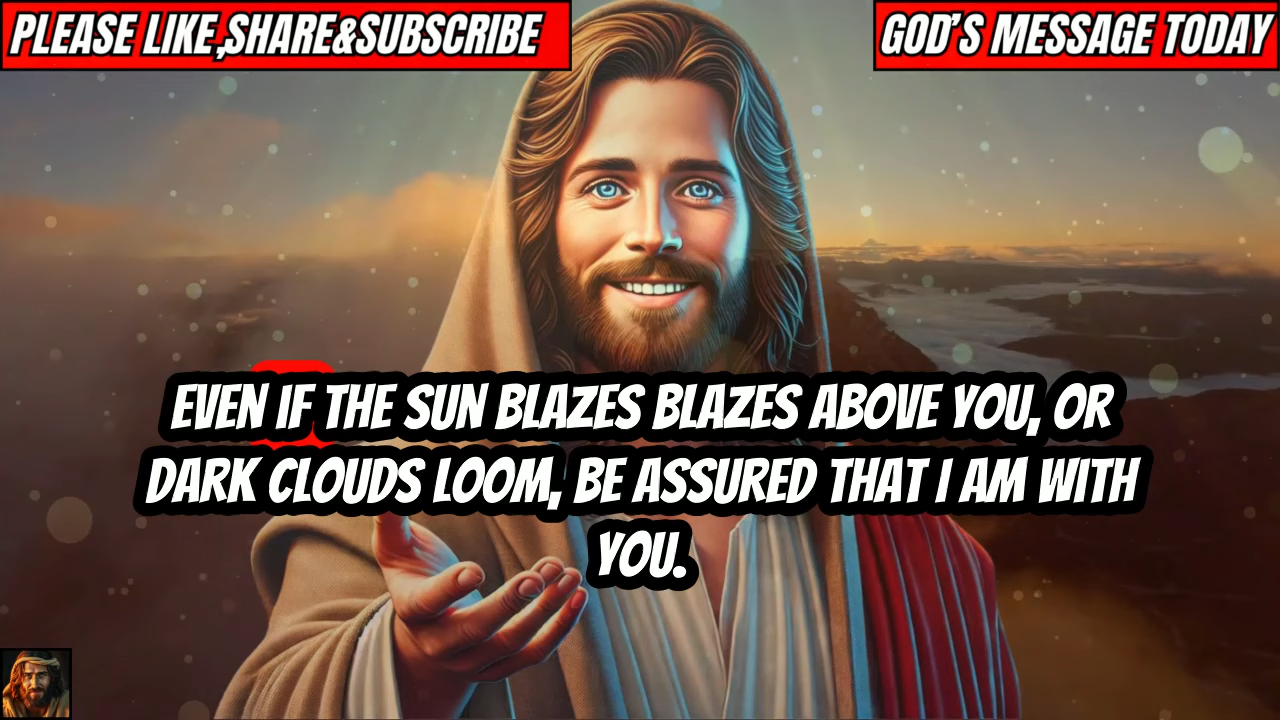 PLEASE LIKE,SHARE&SUBSCRIBE
GOD'S MESSAGE TODAY
EVEN IF THE SUN BLAZES BLAZES ABOVE YOU, OR
DARK CLOUDS LOOM, BE ASSURED THAT I AM WITH
YOU.